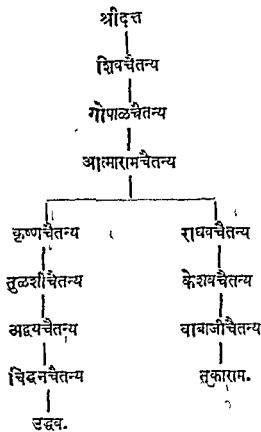 श्रीदत्त
शिवचैतन्य
गोपाळचैतन्य
आत्मारामचैतन्य
कृष्णचैतन्य राघवचैतन्य
तुळशीचैतन्य केशवचैतन्य
अद्वयचैतन्य बाबाजीचैतन्य
चिद्घनचैतन्य तुकाराम.
उद्धव.